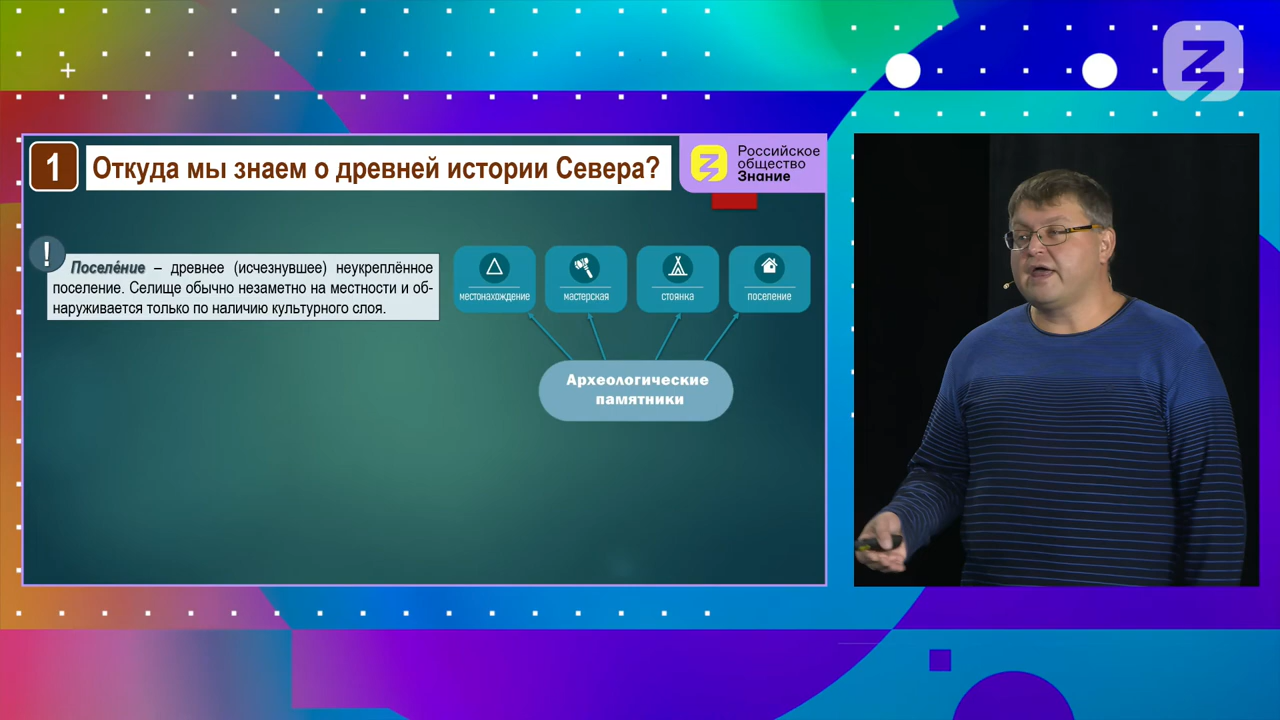 1
Откуда мы знаем о древней истории Севера?
Российское
общество
Знание
!
Поселе́ние – древнее (исчезнувшее) неукреплённое
поселение. Селище обычно незаметно на местности и об-
наруживается только по наличию культурного слоя.
местонахождение
мастерская
стоянка
поселение
Археологические
памятники